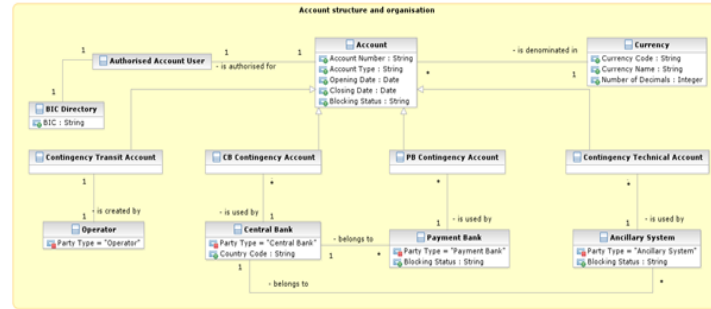 Account structure and organisation
Account
Account Number : String
Account Type : String
Opening Date : Date
Closing Date : Date
Blocking Status : String
Currency
Currency Code : String
Currency Name : String
Number of Decimals : Integer
- is denominated in
*
1
Authorised Account User
1
1
- is authorised for
1
1
BIC Directory
BIC : String
Contingency Transit Account
CB Contingency Account
PB Contingency Account
Contingency Technical Account
1
1
- is created by
*
1
- is used by
*
1
- is used by
*
1
- is used by
Operator
Party Type = "Operator"
Central Bank
Party Type = "Central Bank"
Country Code : String
- belongs to
1
*
Payment Bank
Party Type = "Payment Bank"
Blocking Status : String
Ancillary System
Party Type = "Ancillary System"
Blocking Status : String
1
- belongs to
*